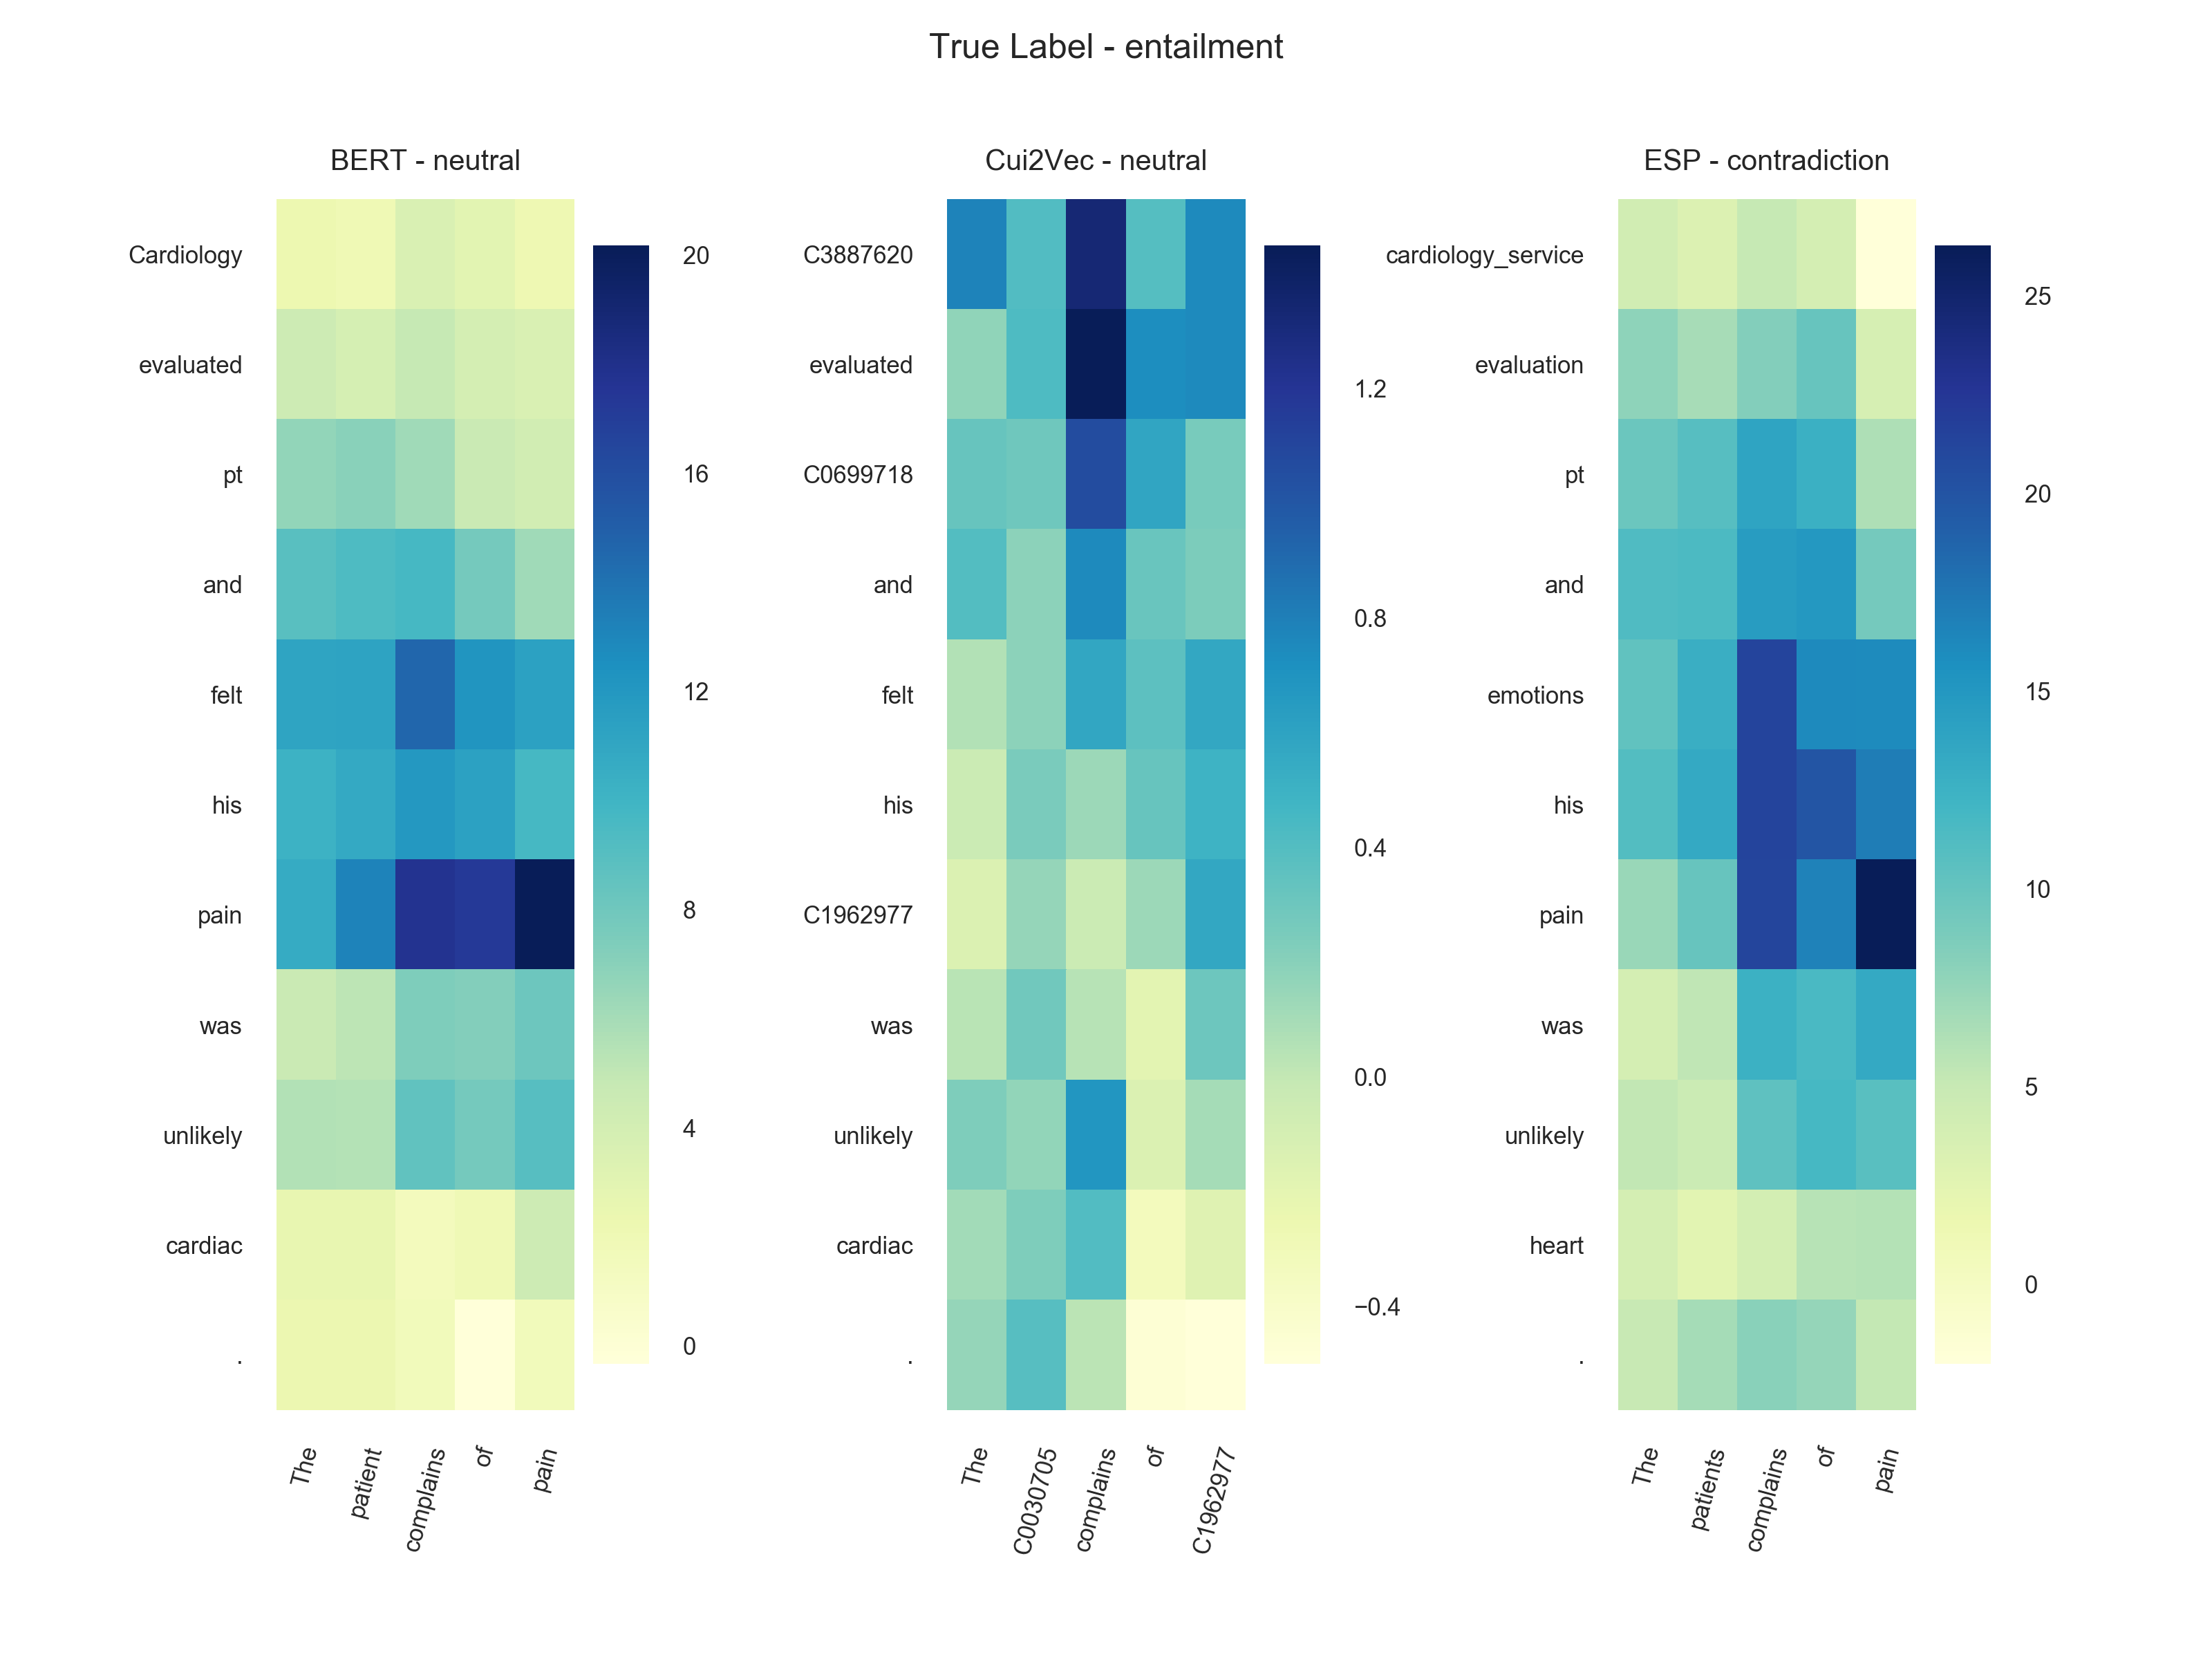 True Label - entailment
BERT - neutral
Cardiology
evaluated
pt
and
felt
his
pain
was
unlikely
cardiac
.
The
patient
complains
of
pain
20
16
12
8
4
0
Cui2Vec - neutral
C3887620
evaluated
C0699718
and
felt
his
C1962977
was
unlikely
cardiac
.
The
C0030705
complains
of
C1962977
1.2
0.8
0.4
0.0
−0.4
ESP - contradiction
cardiology_service
evaluation
pt
and
emotions
his
pain
was
unlikely
heart
.
The
patients
complains
of
pain
25
20
15
10
5
0